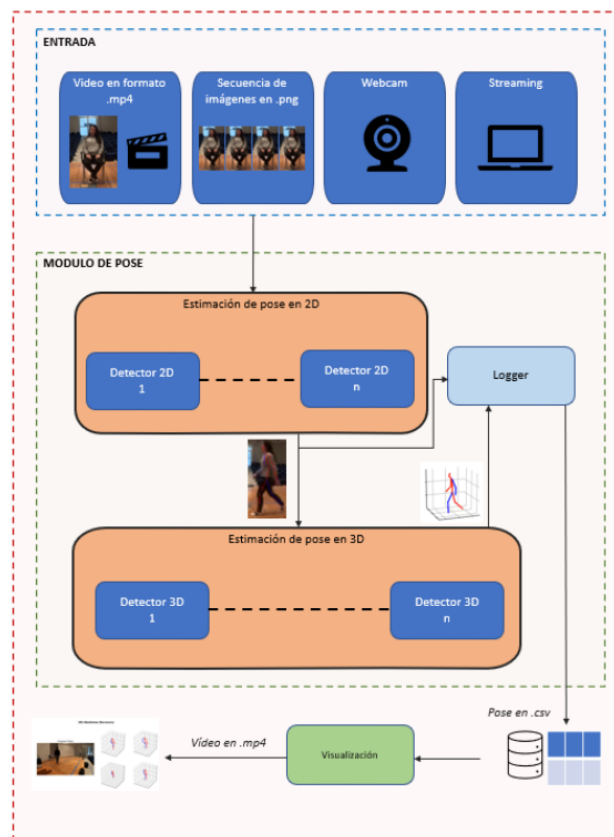 ENTRADA
Video en formato
.mp4
Secuencia de
imágenes en .png
Webcam
Streaming
MODULO DE POSE
Estimación de pose en 2D
Detector 2D
1
Detector 2D
n
Logger
Estimación de pose en 3D
Detector 3D
1
Detector 3D
n
Pose en .csv
Vídeo en .mp4
Visualización